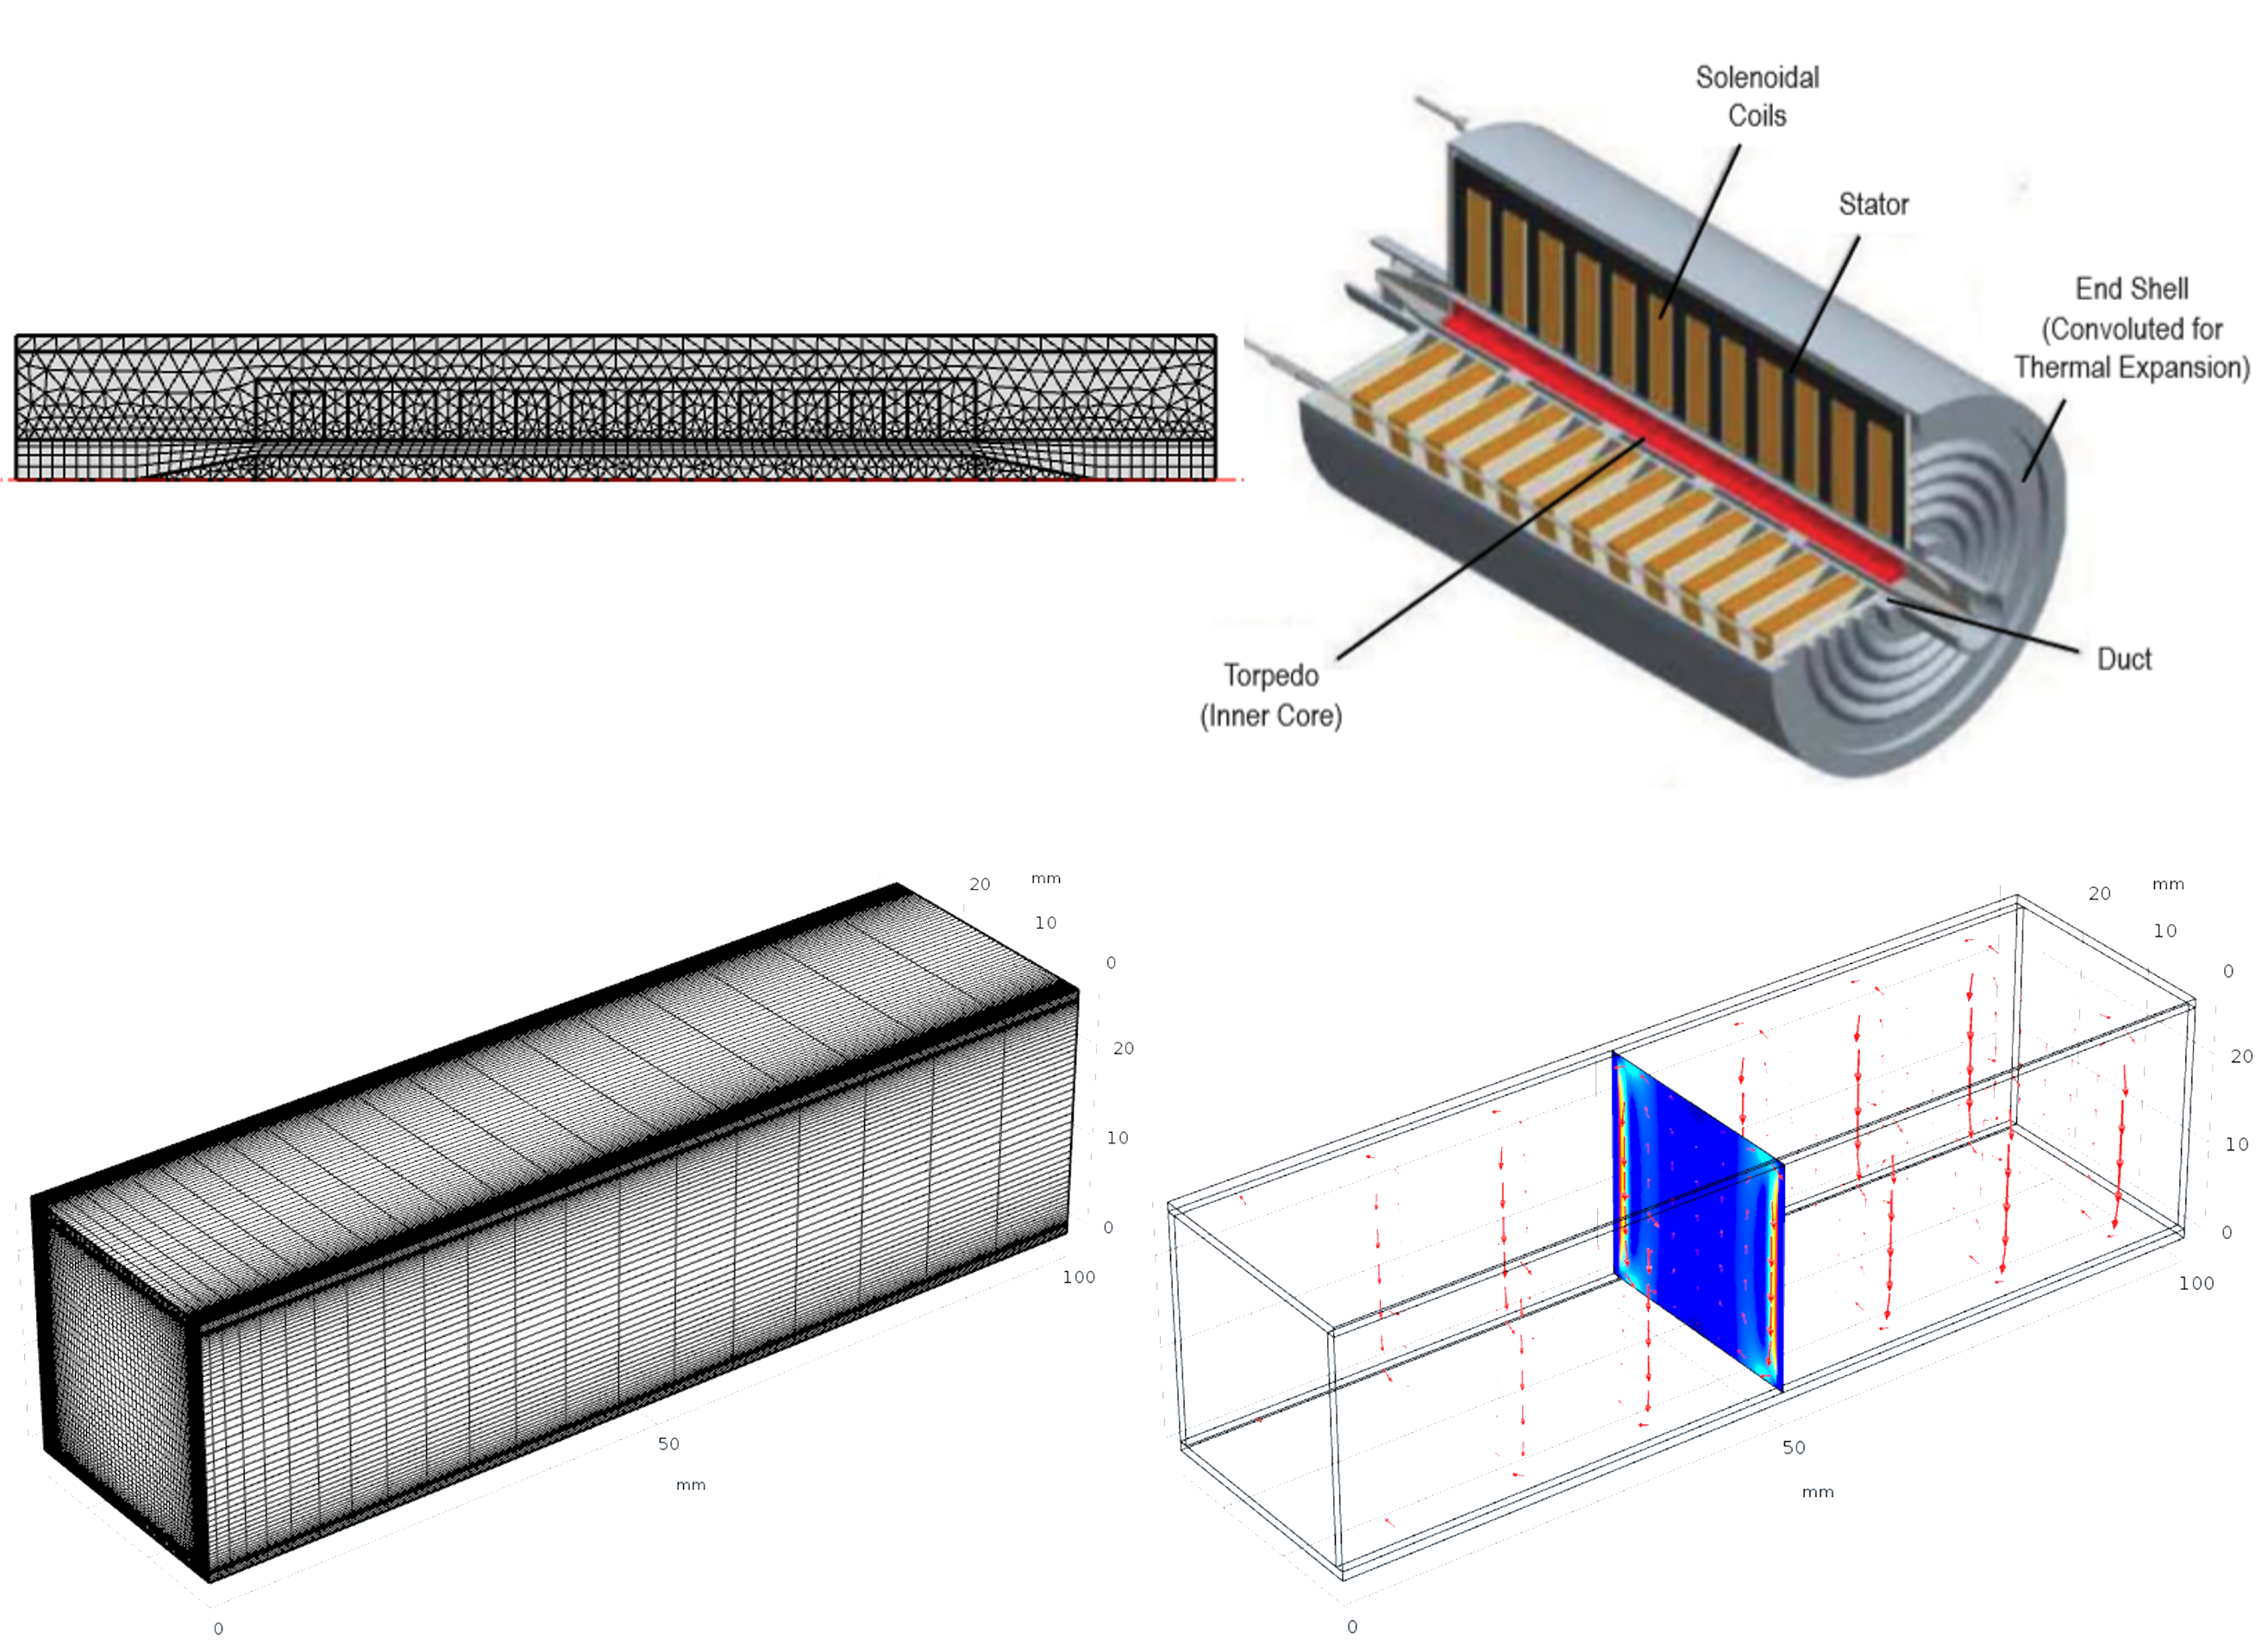 Solenoidal
Coils
Stator
End Shell
(Convoluted for
Thermal Expansion)
Torpedo
(Inner Core)
Duct
20
mm
10
0
20
10
0
100
50
mm
0
20
mm
10
0
20
10
0
100
50
mm
0